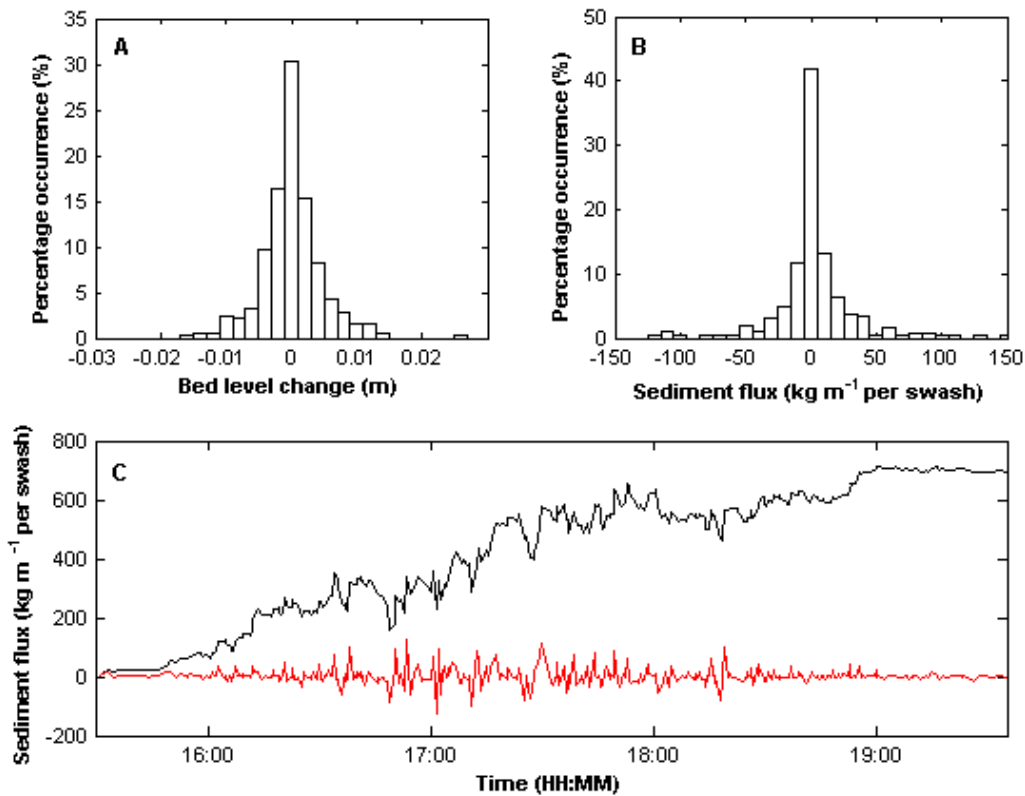 A
35
30
25
20
15
10
5
0
Percentage occurrence (%)
-0.03 -0.02 -0.01 0 0.01 0.02
Bed level change (m)
B
50
40
30
20
10
0
Percentage occurrence (%)
-150 -100 -50 0 50 100 150
Sediment flux (kg m⁻¹ per swash)
C
800
600
400
200
0
-200
Sediment flux (kg m⁻¹ per swash)
16:00 17:00 18:00 19:00
Time (HH:MM)